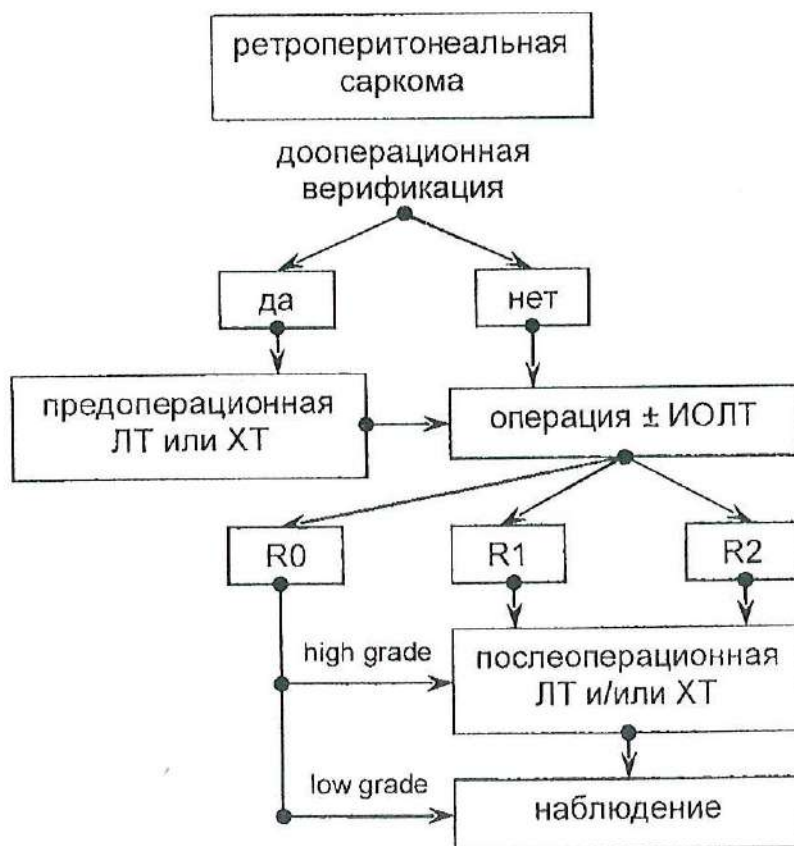 ретроперитонеальная
саркома
дооперационная
верификация
да
нет
предоперационная
ЛТ или ХТ
операция ± ИОЛТ
R0
R1
R2
high grade
послеоперационная
ЛТ и/или ХТ
low grade
наблюдение